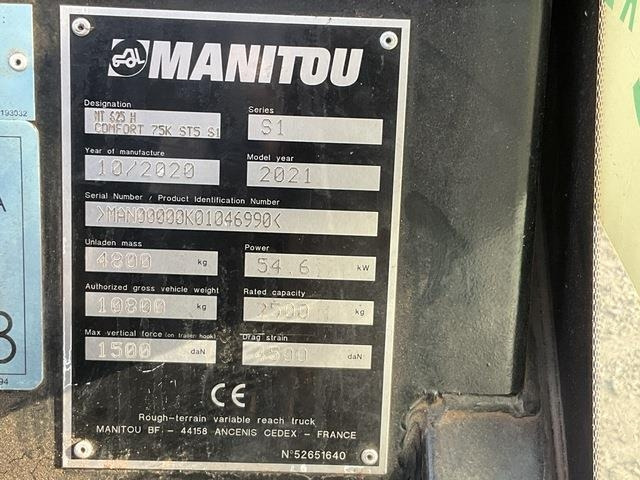 MANITOU
Designation
MT 625 H
COMFORT 75K ST5 S1
Series
S1
Year of manufacture
10/2020
Model year
2021
Serial Number / Product Identification Number
>MAN00000K01046990<
Unladen mass
4800 kg
Power
54.6 kW
Authorized gross vehicle weight
10800 kg
Rated capacity
2500 kg
Max vertical force (on trailer hook)
1500 daN
Drag strain
daN
CE
Rough-terrain variable reach truck
MANITOU BF. – 44158 ANCENIS CEDEX – FRANCE
N°52651640
193032
A
94